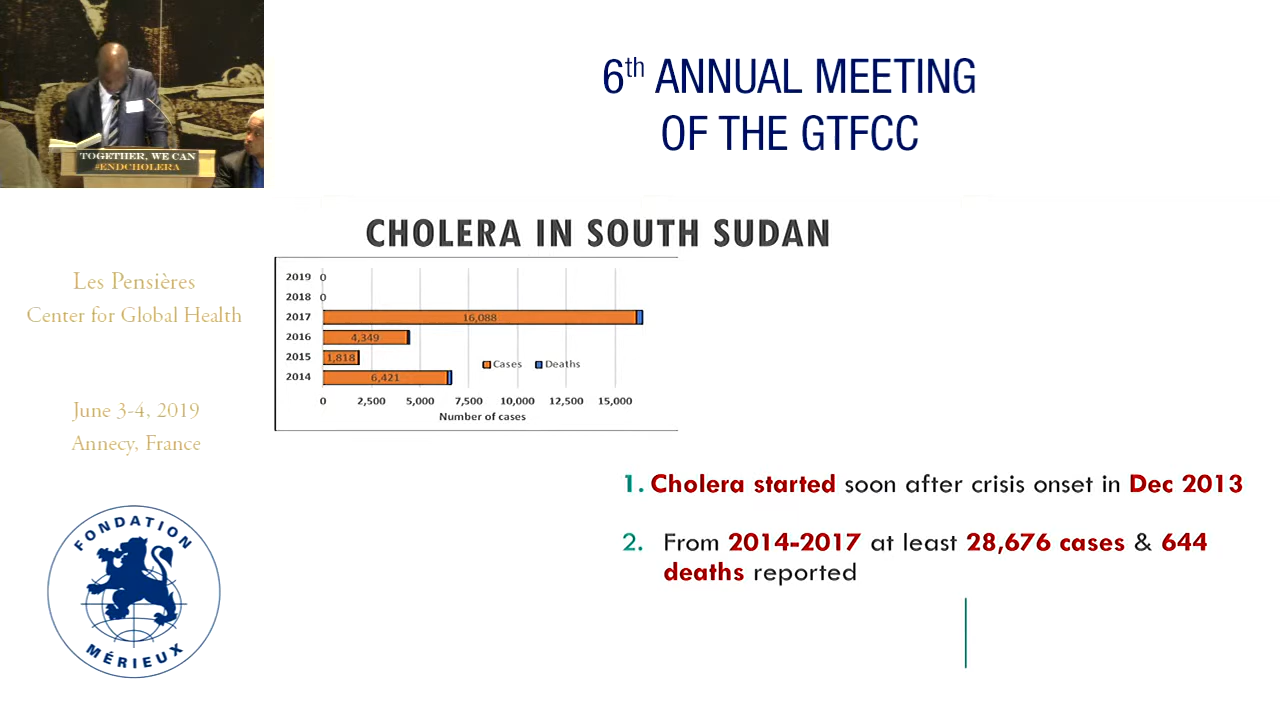 TOGETHER, WE CAN
#ENDCHOLERA
6th ANNUAL MEETING
OF THE GTFCC
Les Pensières
Center for Global Health
June 3-4, 2019
Annecy, France
FONDATION
MÉRIEUX
CHOLERA IN SOUTH SUDAN
2019 0
2018 0
2017 16,088
2016 4,349
2015 1,818
2014 6,421
Cases Deaths
0 2,500 5,000 7,500 10,000 12,500 15,000
Number of cases
1. Cholera started soon after crisis onset in Dec 2013
2. From 2014-2017 at least 28,676 cases & 644
deaths reported